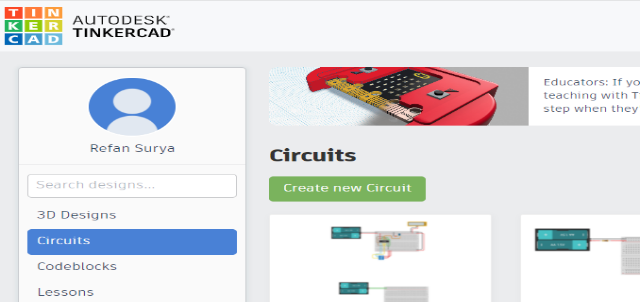 TIN
KER
CAD
AUTODESK
TINKERCAD
Refan Surya
Search designs...
3D Designs
Circuits
Codeblocks
Lessons
Educators: If yo
teaching with T
step when they
Circuits
Create new Circuit